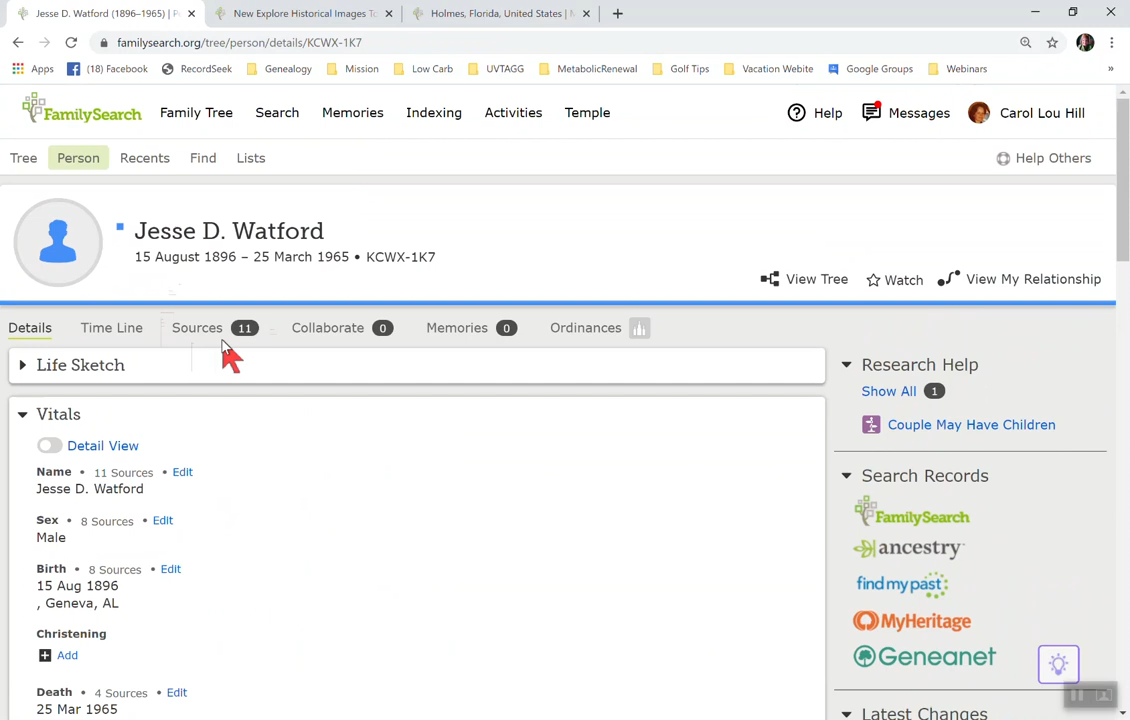 Jesse D. Watford (1896–1965) | P
New Explore Historical Images To
Holmes, Florida, United States |
familysearch.org/tree/person/details/KCWX-1K7
Apps
(18) Facebook
RecordSeek
Genealogy
Mission
Low Carb
UVTAGG
MetabolicRenewal
Golf Tips
Vacation Webite
Google Groups
Webinars
»
FamilySearch
Family Tree
Search
Memories
Indexing
Activities
Temple
Help
Messages
Carol Lou Hill
Tree
Person
Recents
Find
Lists
Help Others
Jesse D. Watford
15 August 1896 – 25 March 1965 • KCWX-1K7
View Tree
Watch
View My Relationship
Details
Time Line
Sources 11
Collaborate 0
Memories 0
Ordinances
Life Sketch
Vitals
Detail View
Name • 11 Sources • Edit
Jesse D. Watford
Sex • 8 Sources • Edit
Male
Birth • 8 Sources • Edit
15 Aug 1896
, Geneva, AL
Christening
Add
Death • 4 Sources • Edit
25 Mar 1965
Research Help
Show All 1
Couple May Have Children
Search Records
FamilySearch
ancestry
findmypast
MyHeritage
Geneanet
Latest Changes